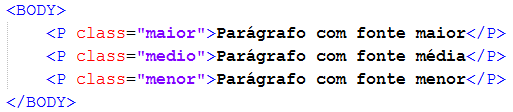 <BODY>
<P class="maior">Parágrafo com fonte maior</P>
<P class="medio">Parágrafo com fonte média</P>
<P class="menor">Parágrafo com fonte menor</P>
</BODY>